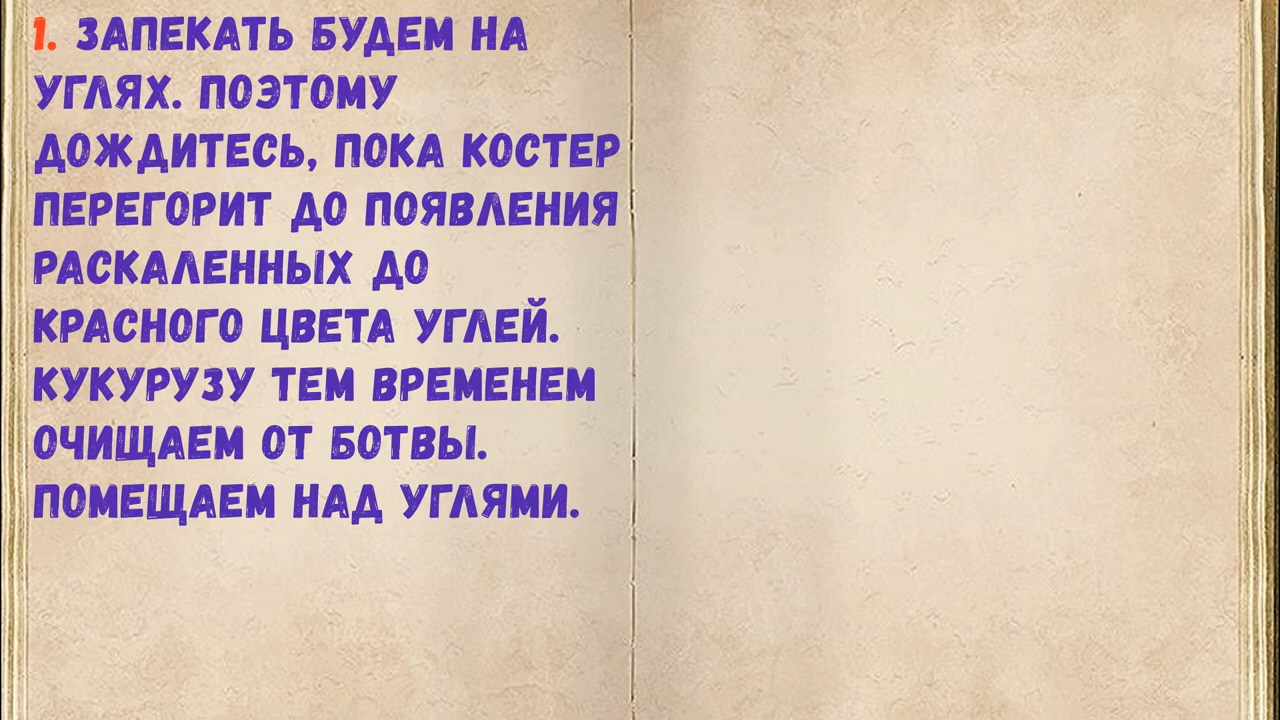 1. ЗАПЕКАТЬ БУДЕМ НА
УГЛЯХ. ПОЭТОМУ
ДОЖДИТЕСЬ, ПОКА КОСТЕР
ПЕРЕГОРИТ ДО ПОЯВЛЕНИЯ
РАСКАЛЕННЫХ ДО
КРАСНОГО ЦВЕТА УГЛЕЙ.
КУКУРУЗУ ТЕМ ВРЕМЕНЕМ
ОЧИЩАЕМ ОТ БОТВЫ.
ПОМЕЩАЕМ НАД УГЛЯМИ.